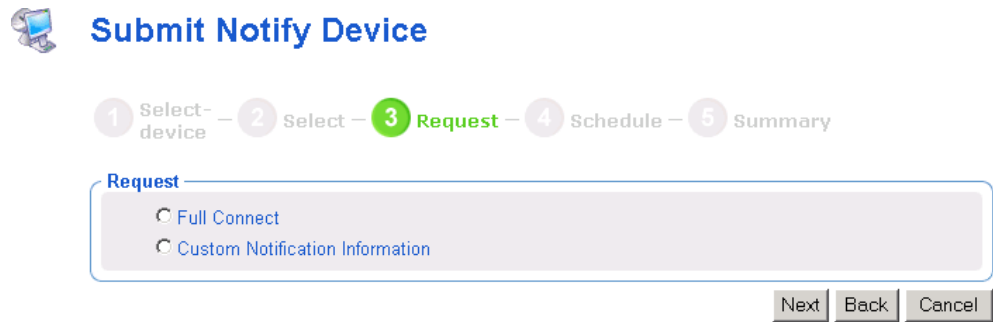 Submit Notify Device
1 Select-
device – 2 Select – 3 Request – 4 Schedule – 5 Summary
Request
Full Connect
Custom Notification Information
Next Back Cancel